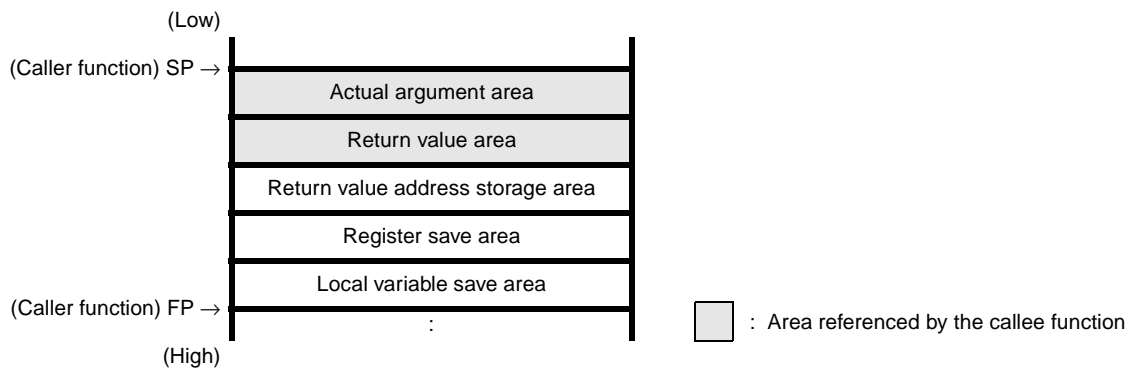 (Low)
(Caller function) SP →
Actual argument area
Return value area
Return value address storage area
Register save area
Local variable save area
(Caller function) FP →
:
: Area referenced by the callee function
(High)